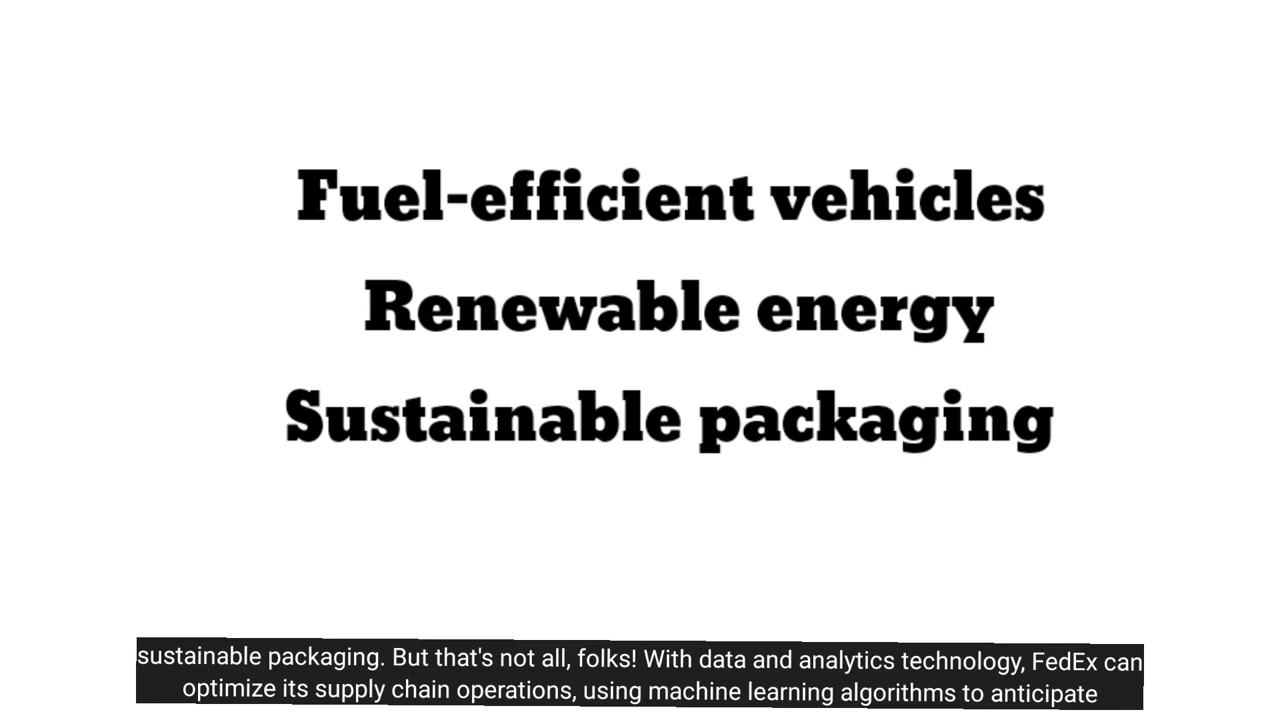 Fuel-efficient vehicles
Renewable energy
Sustainable packaging
sustainable packaging. But that's not all, folks! With data and analytics technology, FedEx can
optimize its supply chain operations, using machine learning algorithms to anticipate